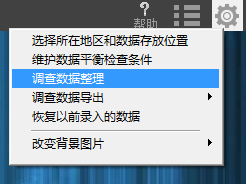 ?
帮助
选择所在地区和数据存放位置
维护数据平衡检查条件
调查数据整理
调查数据导出
恢复以前录入的数据
改变背景图片